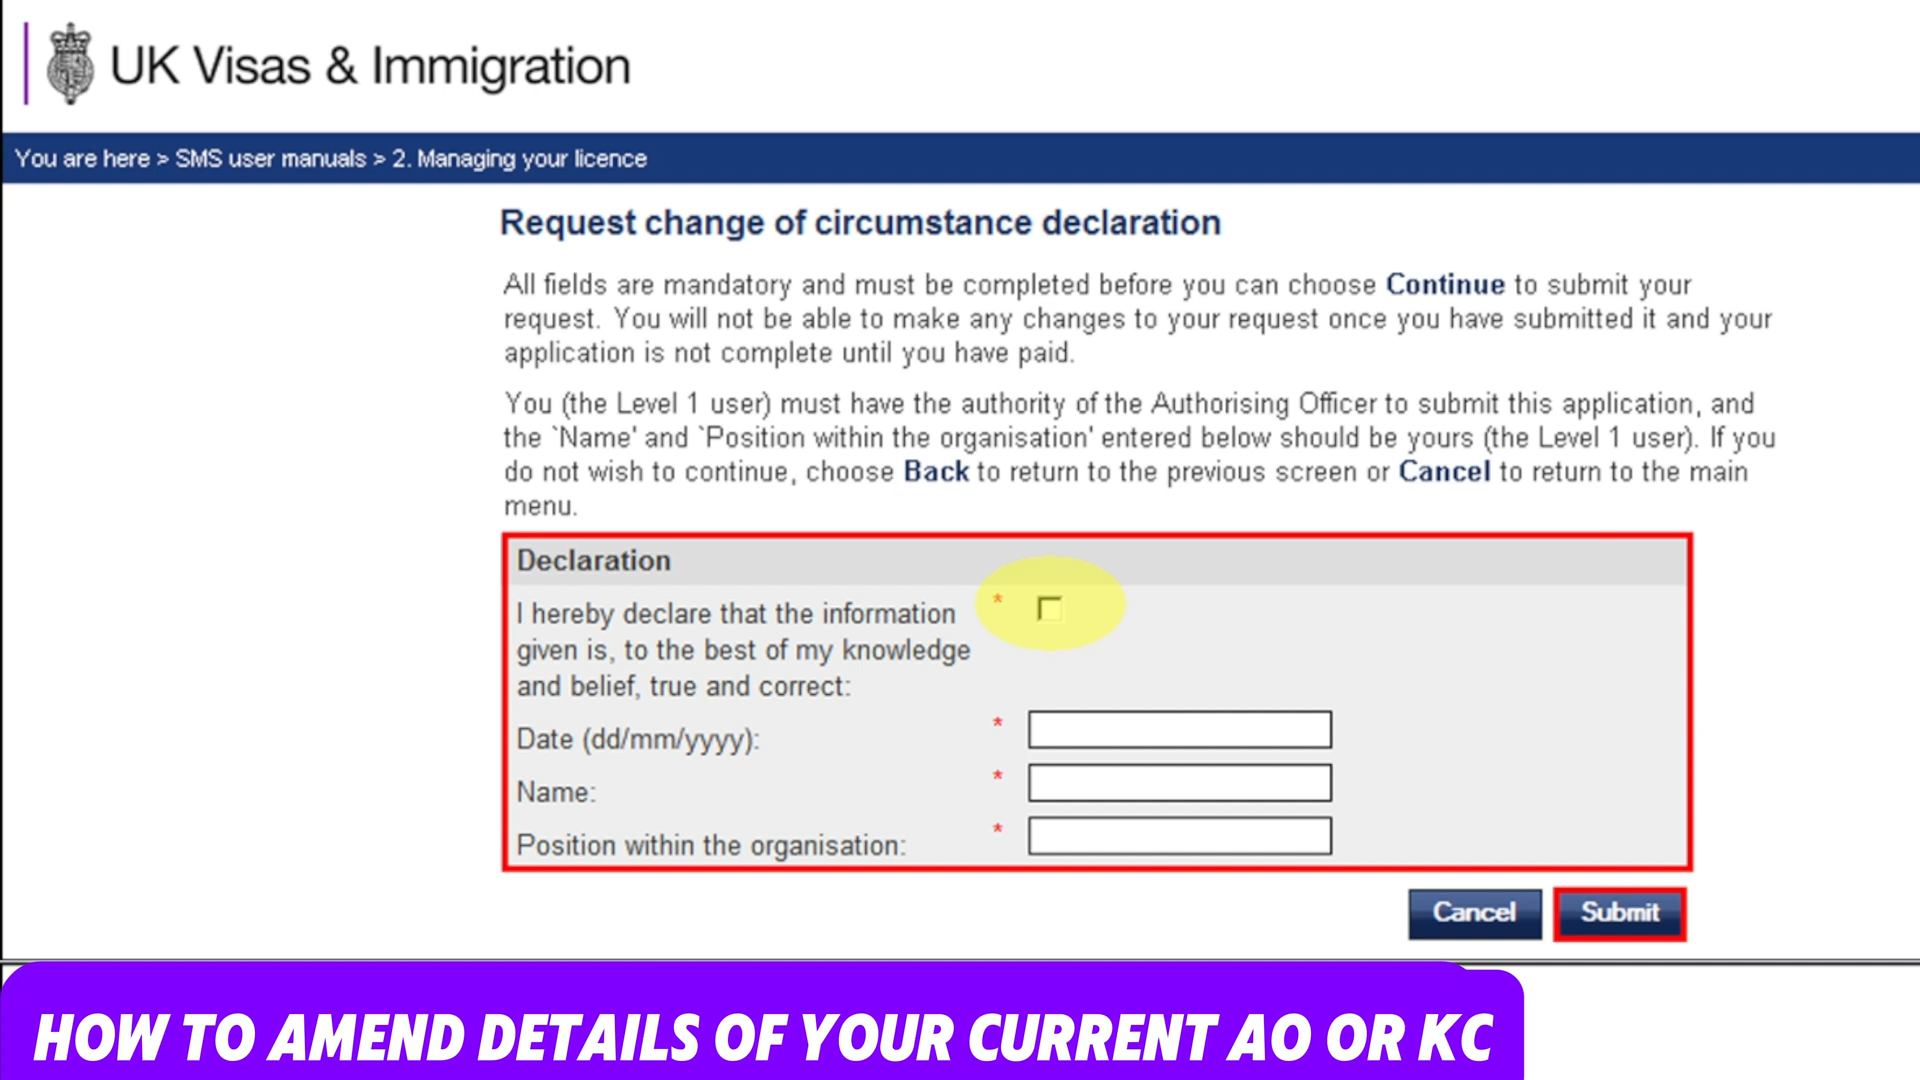 UK Visas & Immigration
You are here > SMS user manuals > 2. Managing your licence
Request change of circumstance declaration
All fields are mandatory and must be completed before you can choose Continue to submit your
request. You will not be able to make any changes to your request once you have submitted it and your
application is not complete until you have paid.
You (the Level 1 user) must have the authority of the Authorising Officer to submit this application, and
the `Name' and `Position within the organisation' entered below should be yours (the Level 1 user). If you
do not wish to continue, choose Back to return to the previous screen or Cancel to return to the main
menu.
Declaration
I hereby declare that the information *
given is, to the best of my knowledge
and belief, true and correct:
Date (dd/mm/yyyy): *
Name: *
Position within the organisation: *
Cancel Submit
HOW TO AMEND DETAILS OF YOUR CURRENT AO OR KC